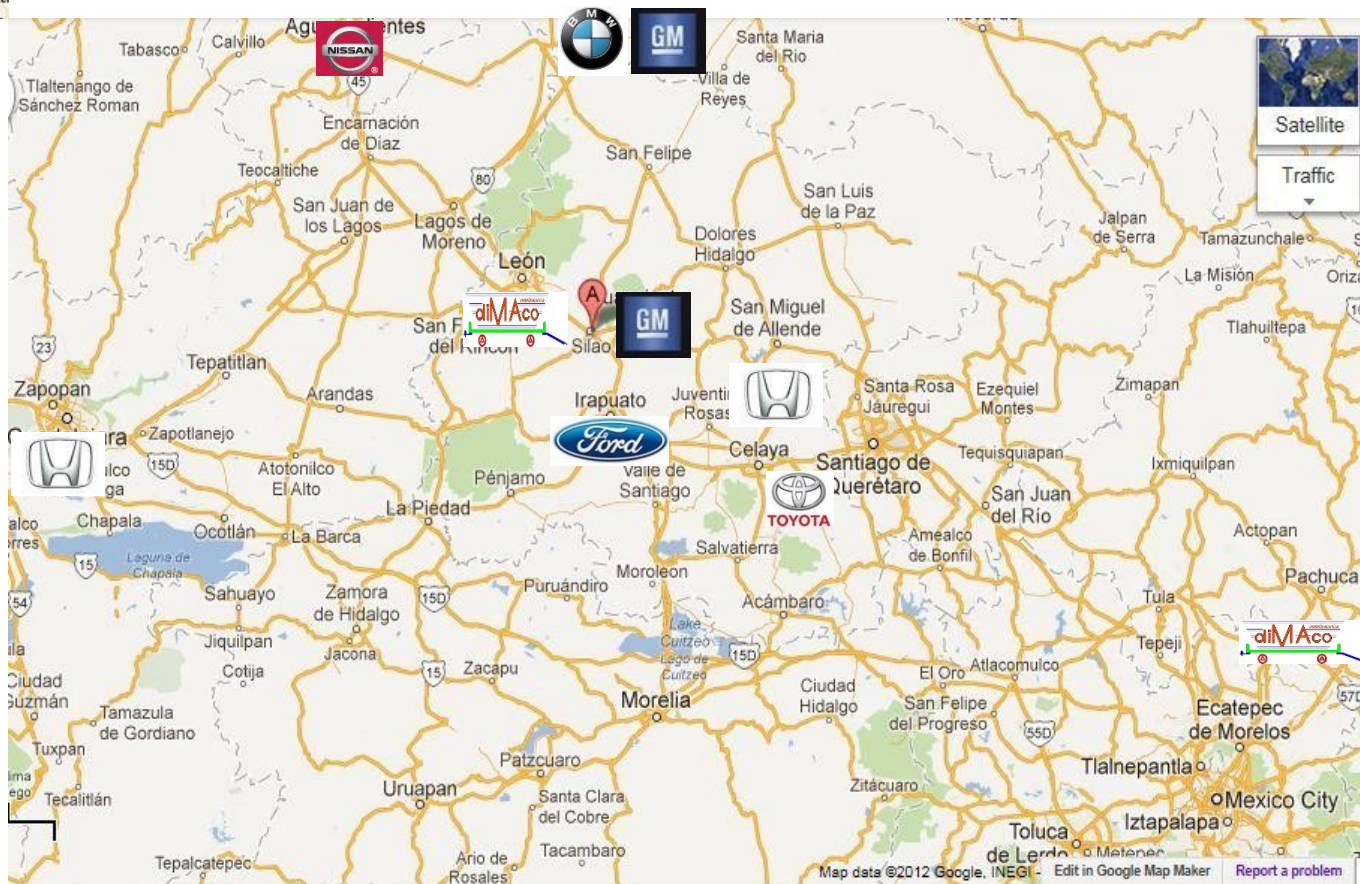 Tabasco
Calvillo
NISSAN
BMW
GM
Santa Maria
del Rio
Tlaltenango de
Sánchez Roman
45
Villa de
Reyes
Satellite
Encarnación
de Díaz
Teocaltiche
80
San Felipe
Traffic
San Juan de
los Lagos
Lagos de
Moreno
San Luis
de la Paz
Dolores
Hidalgo
Jalpan
de Serra
Tamazunchale
La Misión
León
A
diMAco
GM
San Miguel
de Allende
Silao
Tlahuiltepa
23
Tepatitlan
Zapopan
Arandas
Irapuato
Santa Rosa
Jáuregui
Ezequiel
Montes
Zimapan
Zapotlanejo
Ford
Celaya
15D
Atotonilco
El Alto
Pénjamo
Valle de
Santiago
Santiago de
Querétaro
Tequisquiapan
Ixmiquilpan
TOYOTA
San Juan
del Río
Chapala
Ocotlán
La Barca
La Piedad
Salvatierra
Amealco
de Bonfil
Actopan
15
Laguna de
Chapala
Moroleon
Pachuca
54
Sahuayo
Zamora
de Hidalgo
15D
Puruándiro
Acámbaro
Tula
Jiquilpan
Jacona
Lake
Cuitzeo
Lago de
Cuitzeo
15D
Tepeji
diMAco
Cotija
15
Zacapu
El Oro
Atlacomulco
Ciudad
Guzmán
Tamazula
de Gordiano
Morelia
Ciudad
Hidalgo
San Felipe
del Progreso
55D
57D
Ecatepec
de Morelos
Tuxpan
Patzcuaro
Tlalnepantla
Tecalitlán
Uruapan
Santa Clara
del Cobre
Zitácuaro
Mexico City
Iztapalapa
Toluca
de Lerdo
Metepec
Tepalcatepec
Ario de
Rosales
Tacambaro
Map data ©2012 Google, INEGI -
Edit in Google Map Maker
Report a problem